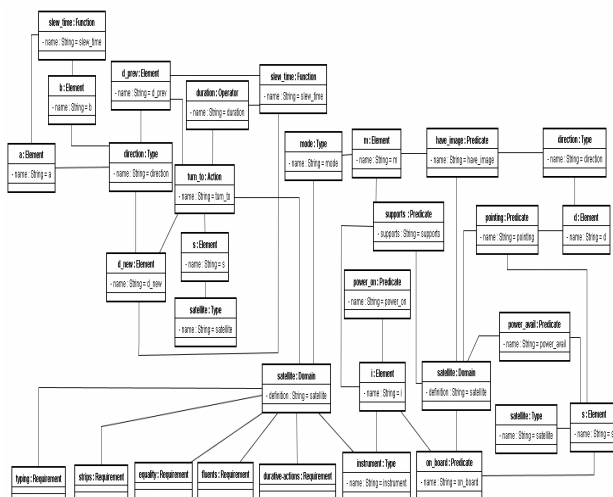 slew_time : Function
- name : String = slew_time
b : Element
- name : String = b
a : Element
- name : String = a
d_prev : Element
- name : String = d_prev
duration : Operator
- name : String = duration
slew_time : Function
- name : String = slew_time
direction : Type
- name : String = direction
turn_to : Action
- name : String = turn_to
mode : Type
- name : String = mode
m : Element
- name : String = m
have_image : Predicate
- name : String = have_image
direction : Type
- name : String = direction
supports : Predicate
- supports : String = supports
pointing : Predicate
- name : String = pointing
d : Element
- name : String = d
s : Element
- name : String = s
d_new : Element
- name : String = d_new
satellite : Type
- name : String = satellite
power_on : Predicate
- name : String = power_on
power_avail : Predicate
- name : String = power_avail
satellite : Domain
- definition : String = satellite
i : Element
- name : String = i
satellite : Domain
- definition : String = satellite
satellite : Type
- name : String = satellite
s : Element
- name : String = s
typing : Requirement
strips : Requirement
equality : Requirement
fluents : Requirement
durative-actions : Requirement
instrument : Type
- name : String = instrument
on_board : Predicate
- name : String = on_board